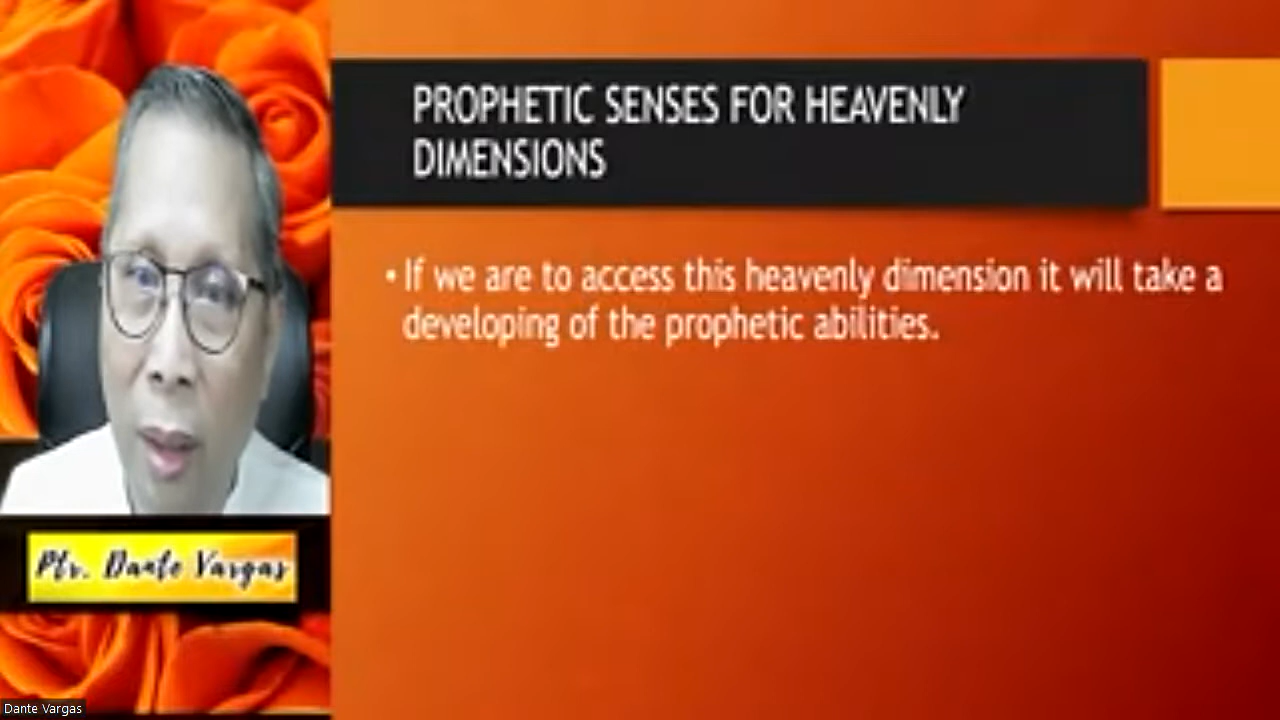 PROPHETIC SENSES FOR HEAVENLY
DIMENSIONS
• If we are to access this heavenly dimension it will take a
developing of the prophetic abilities.
Ptr. Dante Vargas
Dante Vargas